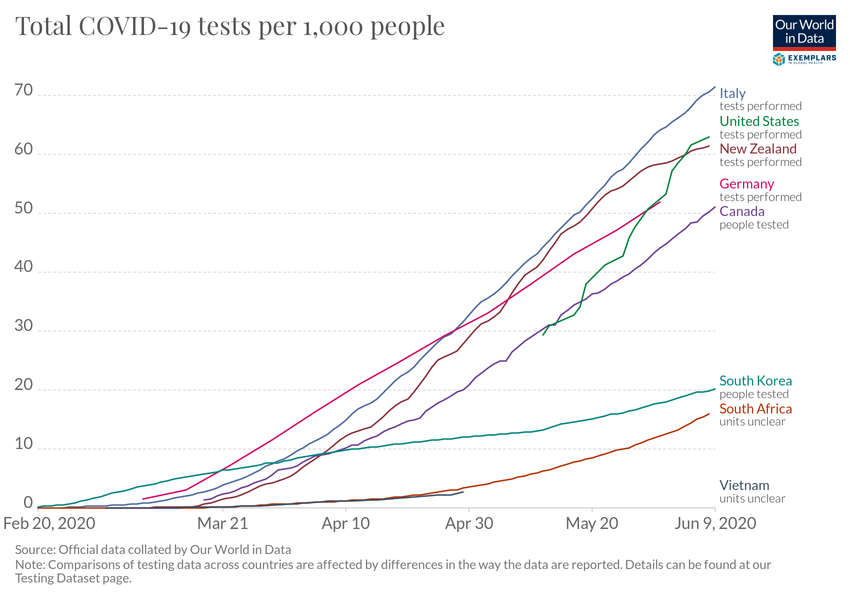 Total COVID-19 tests per 1,000 people
Our World
in Data
EXEMPLARS
IN GLOBAL HEALTH
70
60
50
40
30
20
10
0
Italy
tests performed
United States
tests performed
New Zealand
tests performed
Germany
tests performed
Canada
people tested
South Korea
people tested
South Africa
units unclear
Vietnam
units unclear
Feb 20, 2020
Mar 21
Apr 10
Apr 30
May 20
Jun 9, 2020
Source: Official data collated by Our World in Data
Note: Comparisons of testing data across countries are affected by differences in the way the data are reported. Details can be found at our
Testing Dataset page.